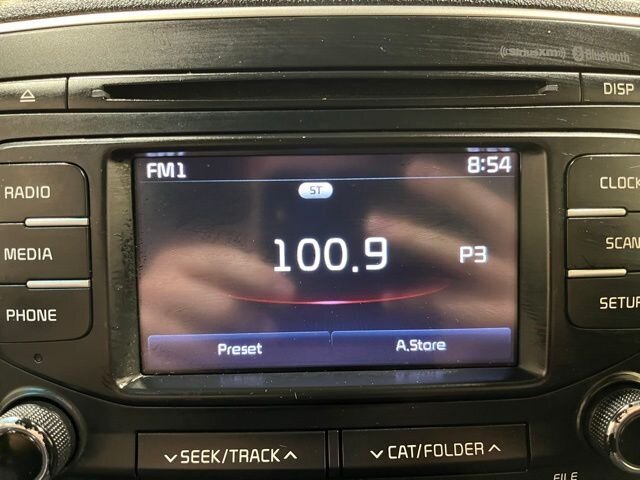 ((SiriusXM)) Bluetooth
DISP
FM1 8:54
ST
RADIO CLOCK
100.9 P3
MEDIA SCAN
PHONE SETUP
Preset A.Store
SEEK/TRACK CAT/FOLDER
FILE